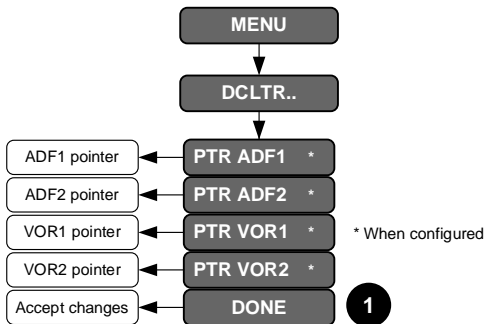 MENU
DCLTR..
ADF1 pointer PTR ADF1 *
ADF2 pointer PTR ADF2 *
VOR1 pointer PTR VOR1 * * When configured
VOR2 pointer PTR VOR2 *
Accept changes DONE 1